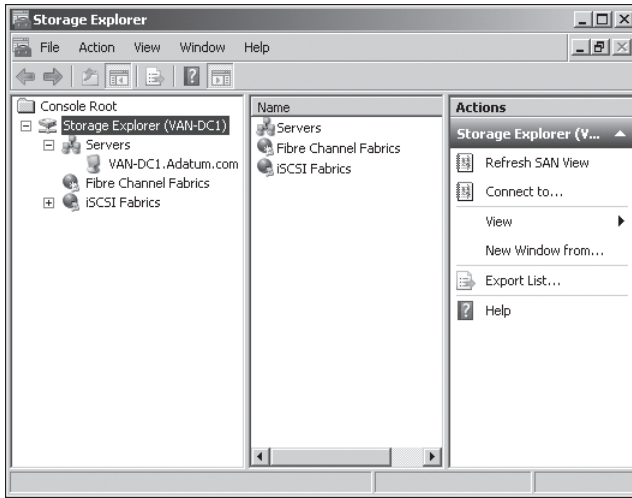 Storage Explorer
File Action View Window Help
Console Root
Storage Explorer (VAN-DC1)
Servers
VAN-DC1.Adatum.com
Fibre Channel Fabrics
iSCSI Fabrics
Name
Servers
Fibre Channel Fabrics
iSCSI Fabrics
Actions
Storage Explorer (V...
Refresh SAN View
Connect to...
View
New Window from...
Export List...
Help